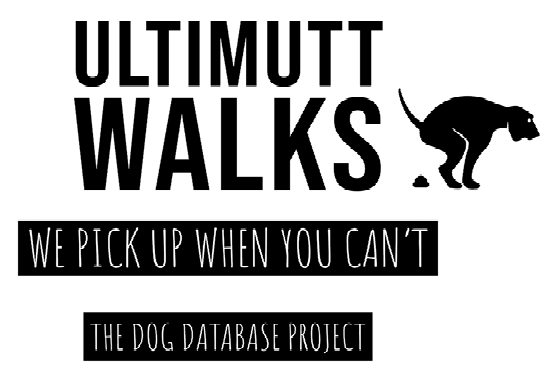 ULTIMUTT
WALKS
WE PICK UP WHEN YOU CAN'T
THE DOG DATABASE PROJECT